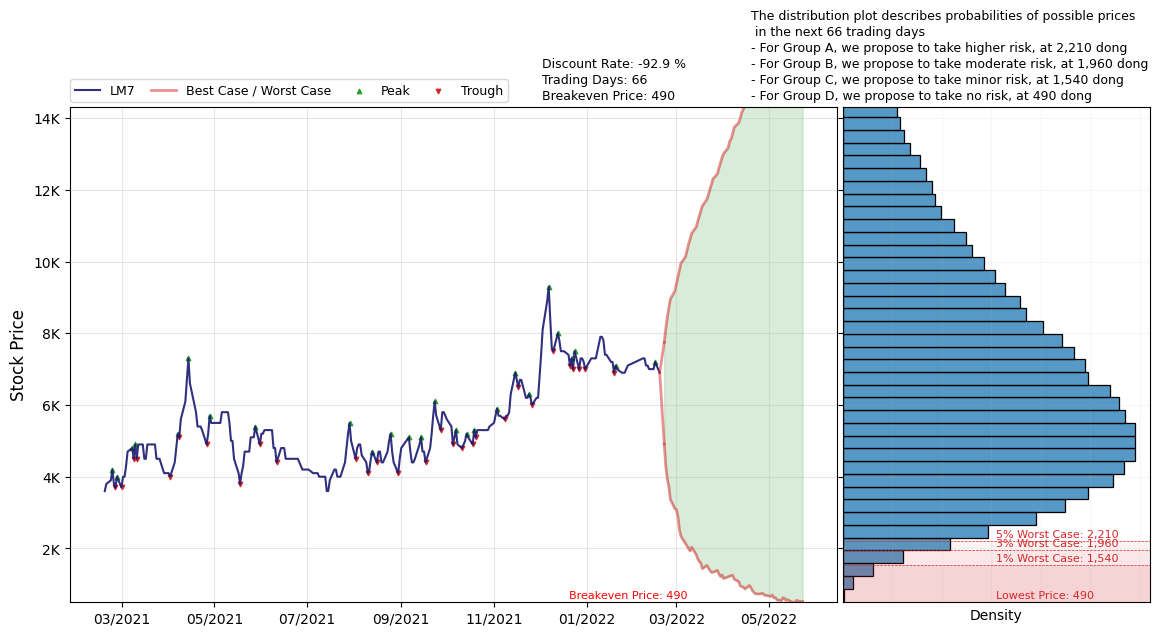 The distribution plot describes probabilities of possible prices
in the next 66 trading days
- For Group A, we propose to take higher risk, at 2,210 dong
- For Group B, we propose to take moderate risk, at 1,960 dong
- For Group C, we propose to take minor risk, at 1,540 dong
- For Group D, we propose to take no risk, at 490 dong
Discount Rate: -92.9 %
Trading Days: 66
Breakeven Price: 490
LM7 Best Case / Worst Case Peak Trough
14K
12K
10K
8K
6K
4K
2K
Stock Price
5% Worst Case: 2,210
3% Worst Case: 1,960
1% Worst Case: 1,540
Lowest Price: 490
Breakeven Price: 490
03/2021 05/2021 07/2021 09/2021 11/2021 01/2022 03/2022 05/2022
Density